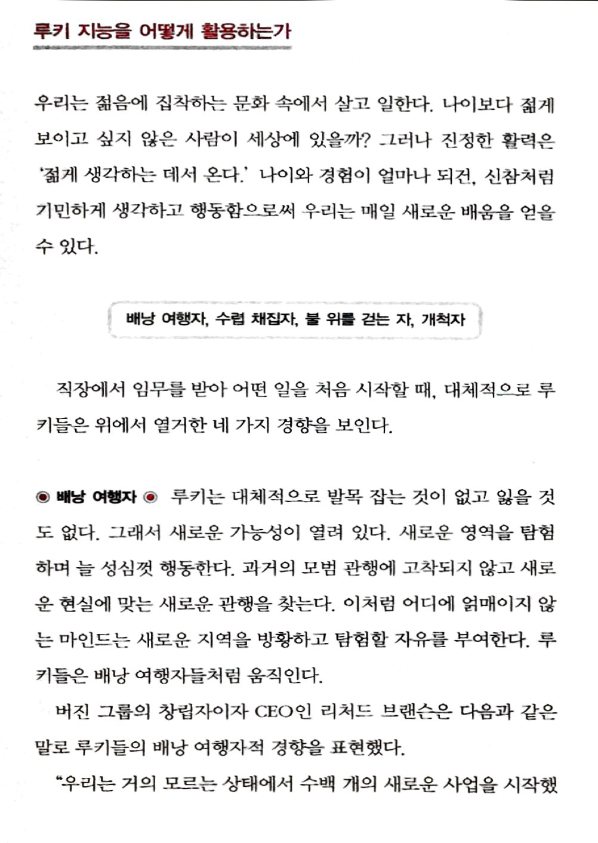 루키 지능을 어떻게 활용하는가
우리는 젊음에 집착하는 문화 속에서 살고 일한다. 나이보다 젊게
보이고 싶지 않은 사람이 세상에 있을까? 그러나 진정한 활력은
‘젊게 생각하는 데서 온다.’ 나이와 경험이 얼마나 되건, 신참처럼
기민하게 생각하고 행동함으로써 우리는 매일 새로운 배움을 얻을
수 있다.
배낭 여행자, 수렵 채집자, 불 위를 걷는 자, 개척자
직장에서 임무를 받아 어떤 일을 처음 시작할 때, 대체적으로 루
키들은 위에서 열거한 네 가지 경향을 보인다.
◉ 배낭 여행자 ◉ 루키는 대체적으로 발목 잡는 것이 없고 잃을 것
도 없다. 그래서 새로운 가능성이 열려 있다. 새로운 영역을 탐험
하며 늘 성심껏 행동한다. 과거의 모범 관행에 고착되지 않고 새로
운 현실에 맞는 새로운 관행을 찾는다. 이처럼 어디에 얽매이지 않
는 마인드는 새로운 지역을 방황하고 탐험할 자유를 부여한다. 루
키들은 배낭 여행자들처럼 움직인다.
버진 그룹의 창립자이자 CEO인 리처드 브랜슨은 다음과 같은
말로 루키들의 배낭 여행자적 경향을 표현했다.
“우리는 거의 모르는 상태에서 수백 개의 새로운 사업을 시작했